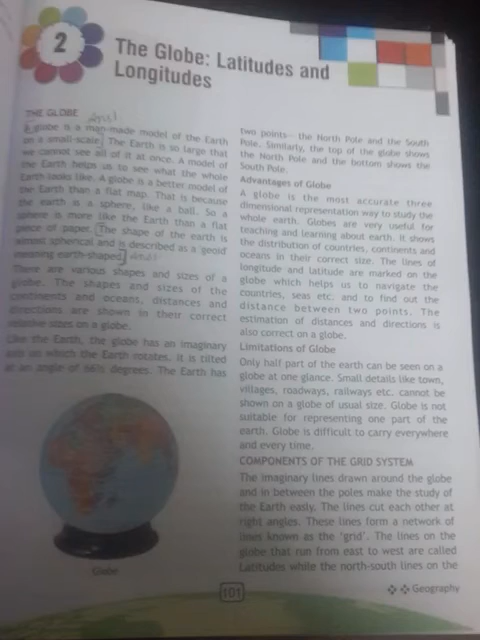 2
The Globe: Latitudes and
Longitudes
THE GLOBE
A globe is a man-made model of the Earth
on a small-scale. The Earth is so large that
we cannot see all of it at once. A model of
the Earth helps us to see what the whole
Earth looks like. A globe is a better model of
the Earth than a flat map. That is because
the earth is a sphere, like a ball. So a
sphere is more like the Earth than a flat
piece of paper. The shape of the earth is
almost spherical and is described as a 'geoid'
meaning earth-shaped.
There are various shapes and sizes of a
globe. The shapes and sizes of the
continents and oceans, distances and
directions are shown in their correct
relative sizes on a globe.
Like the Earth, the globe has an imaginary
axis on which the Earth rotates. It is tilted
at an angle of 66½ degrees. The Earth has
Globe
two points- the North Pole and the South
Pole. Similarly, the top of the globe shows
the North Pole and the bottom shows the
South Pole.
Advantages of Globe
A globe is the most accurate three
dimensional representation way to study the
whole earth. Globes are very useful for
teaching and learning about earth. It shows
the distribution of countries, continents and
oceans in their correct size. The lines of
longitude and latitude are marked on the
globe which helps us to navigate the
countries, seas etc. and to find out the
distance between two points. The
estimation of distances and directions is
also correct on a globe.
Limitations of Globe
Only half part of the earth can be seen on a
globe at one glance. Small details like town,
villages, roadways, railways etc. cannot be
shown on a globe of usual size. Globe is not
suitable for representing one part of the
earth. Globe is difficult to carry everywhere
and every time.
COMPONENTS OF THE GRID SYSTEM
The imaginary lines drawn around the globe
and in between the poles make the study of
the Earth easily. The lines cut each other at
right angles. These lines form a network of
lines known as the 'grid'. The lines on the
globe that run from east to west are called
Latitudes while the north-south lines on the
101
Geography